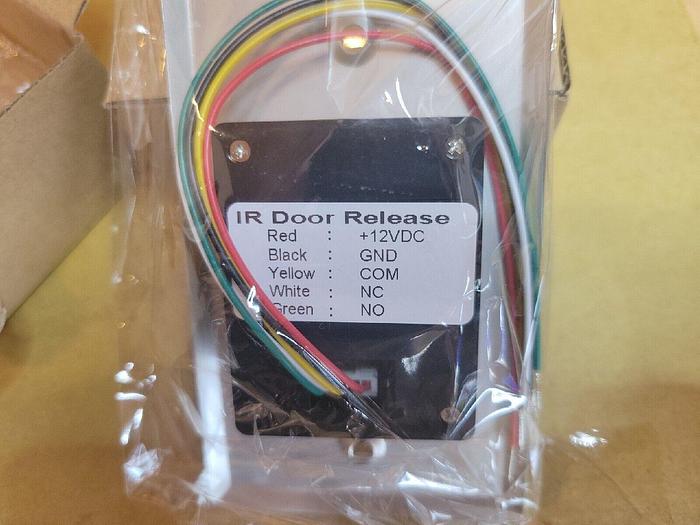 IR Door Release
Red : +12VDC
Black : GND
Yellow : COM
White : NC
Green : NO